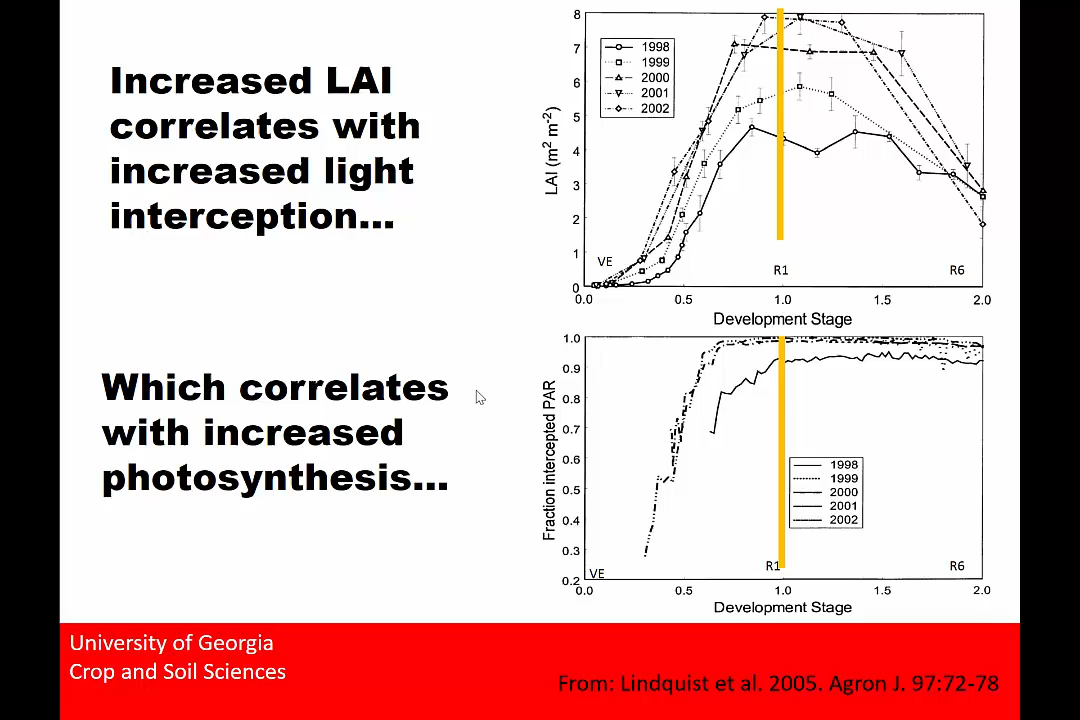 Increased LAI
correlates with
increased light
interception...
Which correlates
with increased
photosynthesis...
8
7
6
5
4
3
2
1
0
LAI (m² m⁻²)
1998
1999
2000
2001
2002
VE
R1
R6
0.0
0.5
1.0
1.5
2.0
Development Stage
1.0
0.9
0.8
0.7
0.6
0.5
0.4
0.3
0.2
Fraction intercepted PAR
1998
1999
2000
2001
2002
VE
R1
R6
0.0
0.5
1.0
1.5
2.0
Development Stage
University of Georgia
Crop and Soil Sciences
From: Lindquist et al. 2005. Agron J. 97:72-78